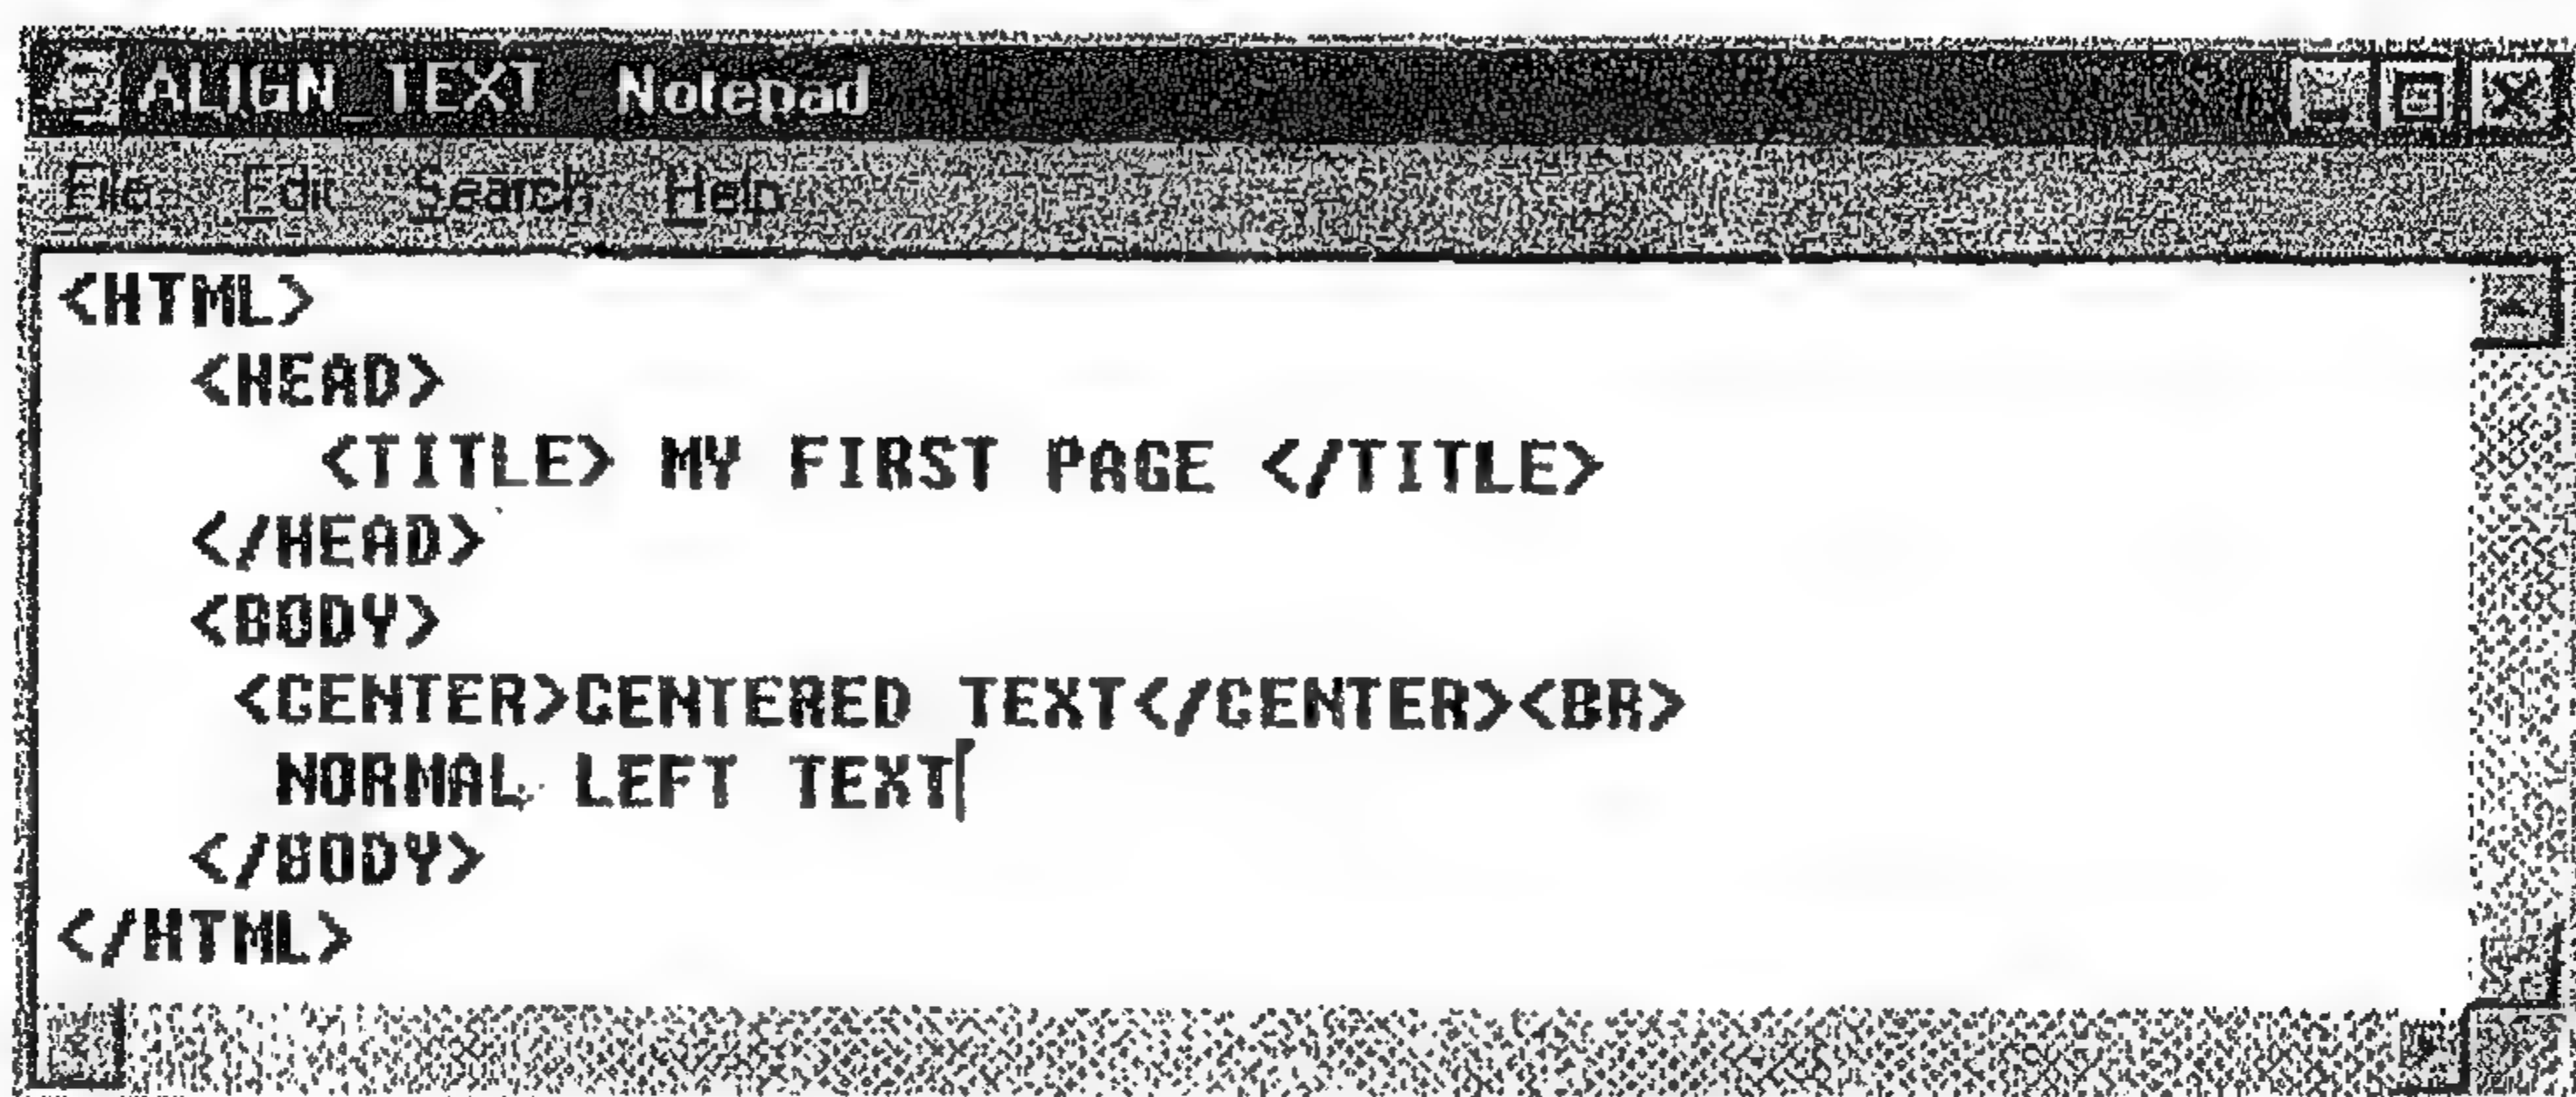 ALIGN_TEXT - Notepad
File Edit Search Help
<HTML>
<HEAD>
<TITLE> MY FIRST PAGE </TITLE>
</HEAD>
<BODY>
<CENTER>CENTERED TEXT</CENTER><BR>
NORMAL LEFT TEXT
</BODY>
</HTML>